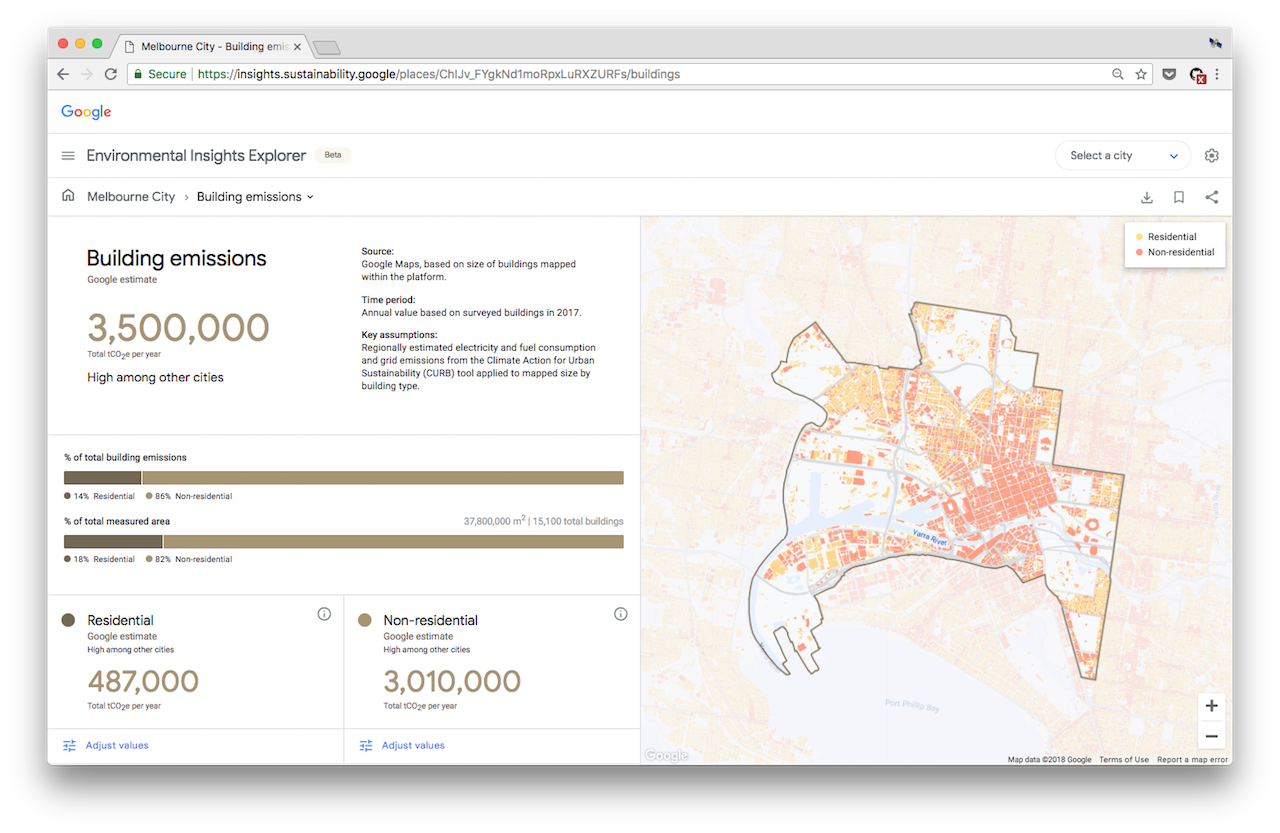 Melbourne City - Building emis
Secure
https://insights.sustainability.google/places/ChIJv_FYgkNd1moRpxLuRXZURFs/buildings
Google
Environmental Insights Explorer
Beta
Select a city
Melbourne City › Building emissions
Building emissions
Google estimate
3,500,000
Total tCO2e per year
High among other cities
Source:
Google Maps, based on size of buildings mapped
within the platform.
Time period:
Annual value based on surveyed buildings in 2017.
Key assumptions:
Regionally estimated electricity and fuel consumption
and grid emissions from the Climate Action for Urban
Sustainability (CURB) tool applied to mapped size by
building type.
% of total building emissions
14% Residential 86% Non-residential
% of total measured area
37,800,000 m2 | 15,100 total buildings
18% Residential 82% Non-residential
Residential
Google estimate
High among other cities
487,000
Total tCO2e per year
Adjust values
Non-residential
Google estimate
High among other cities
3,010,000
Total tCO2e per year
Adjust values
Residential
Non-residential
Yarra River
Port Phillip Bay
Google
Map data ©2018 Google Terms of Use Report a map error